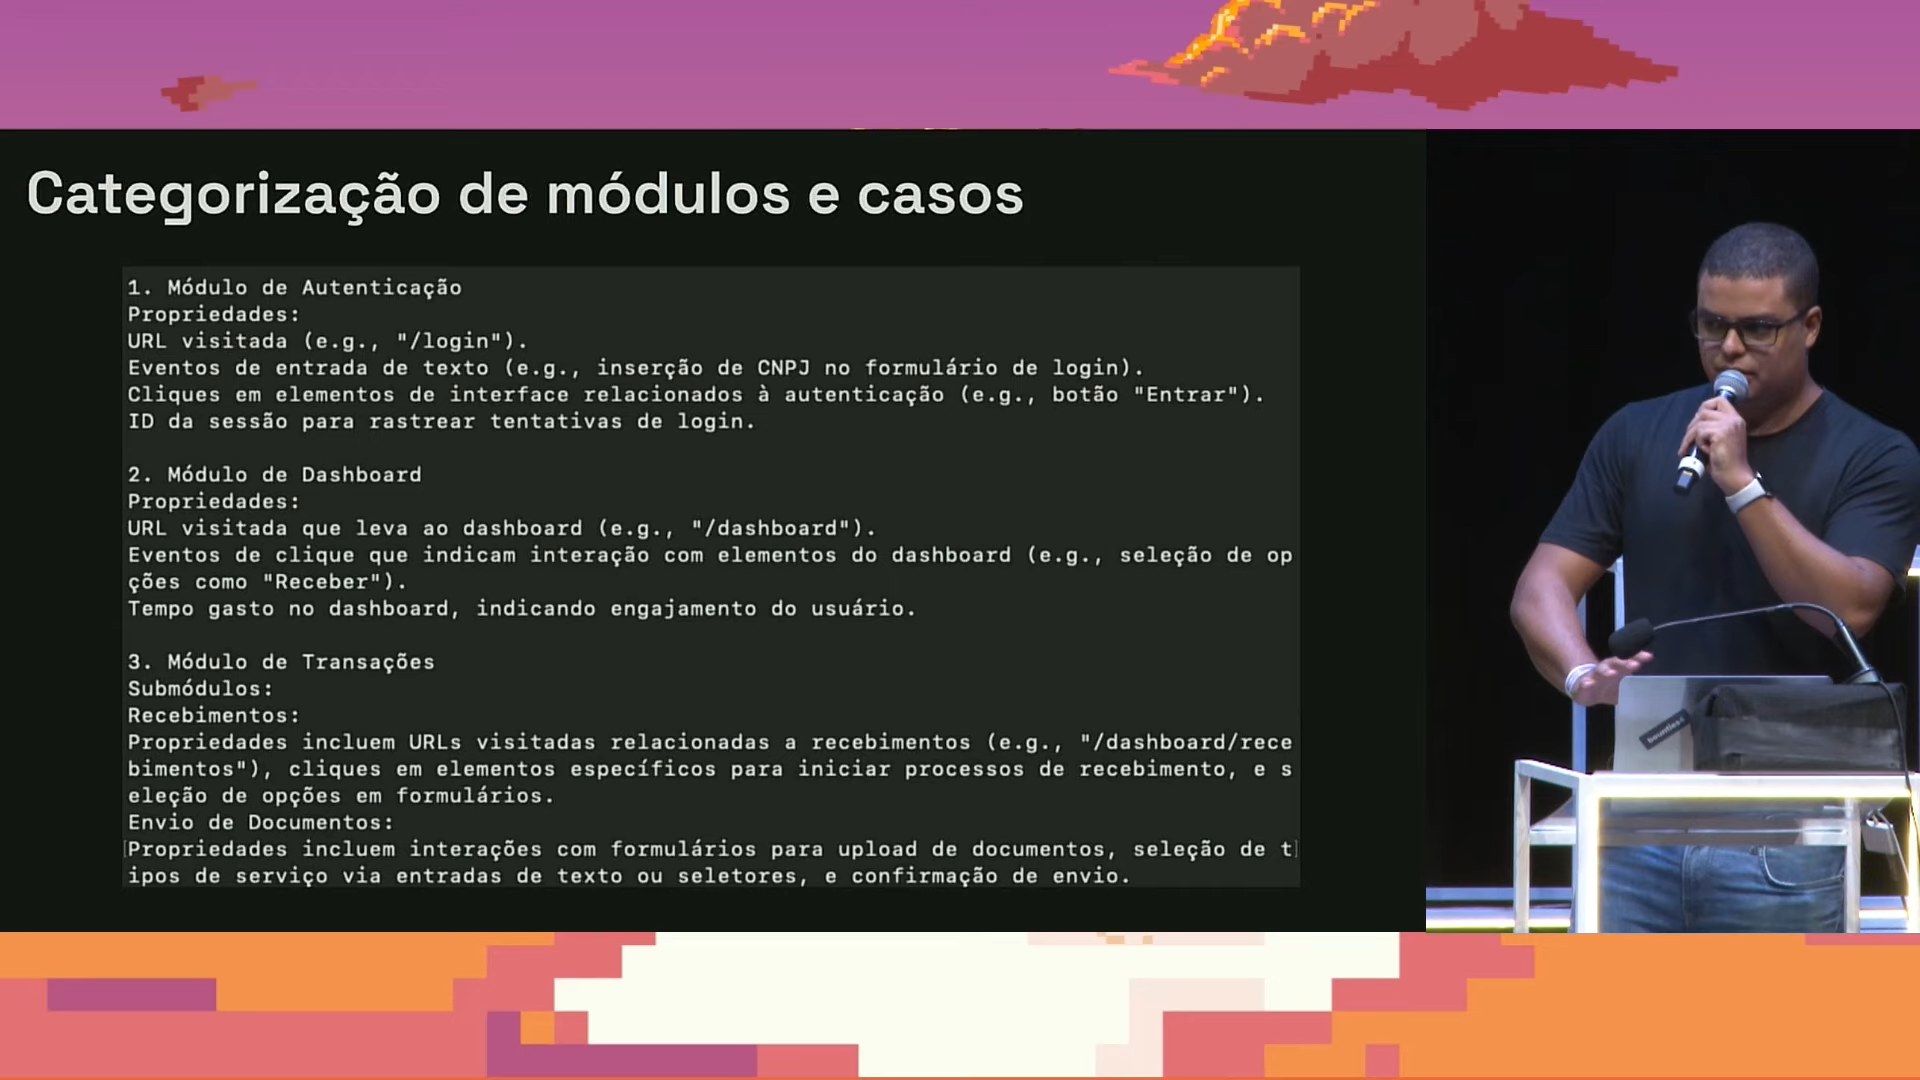 Categorização de módulos e casos
1. Módulo de Autenticação
Propriedades:
URL visitada (e.g., "/login").
Eventos de entrada de texto (e.g., inserção de CNPJ no formulário de login).
Cliques em elementos de interface relacionados à autenticação (e.g., botão "Entrar").
ID da sessão para rastrear tentativas de login.
2. Módulo de Dashboard
Propriedades:
URL visitada que leva ao dashboard (e.g., "/dashboard").
Eventos de clique que indicam interação com elementos do dashboard (e.g., seleção de op
ções como "Receber").
Tempo gasto no dashboard, indicando engajamento do usuário.
3. Módulo de Transações
Submódulos:
Recebimentos:
Propriedades incluem URLs visitadas relacionadas a recebimentos (e.g., "/dashboard/rece
bimentos"), cliques em elementos específicos para iniciar processos de recebimento, e s
eleção de opções em formulários.
Envio de Documentos:
Propriedades incluem interações com formulários para upload de documentos, seleção de t
ipos de serviço via entradas de texto ou seletores, e confirmação de envio.